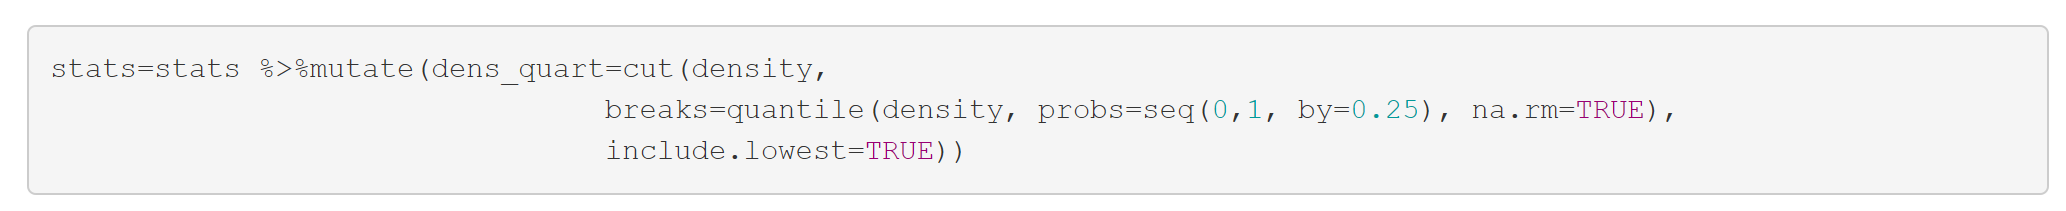 stats=stats %>%mutate(dens_quart=cut(density,
breaks=quantile(density, probs=seq(0,1, by=0.25), na.rm=TRUE),
include.lowest=TRUE))